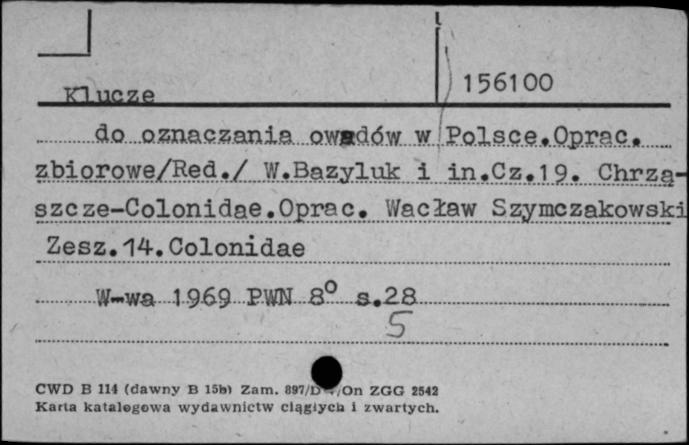 156100
Klucze
do oznaczania owadów w Polsce.Oprac.
zbiorowe/Red./ W.Bazyluk i in.Cz.19. Chrzą-
szcze-Colonidae.Oprac. Wacław Szymczakowski
Zesz.14.Colonidae
W-wa 1969 PWN 8° s.28
5
CWD B 114 (dawny B 15b) Zam. 897/D /On ZGG 2542
Karta katalogowa wydawnictw ciągłych i zwartych.